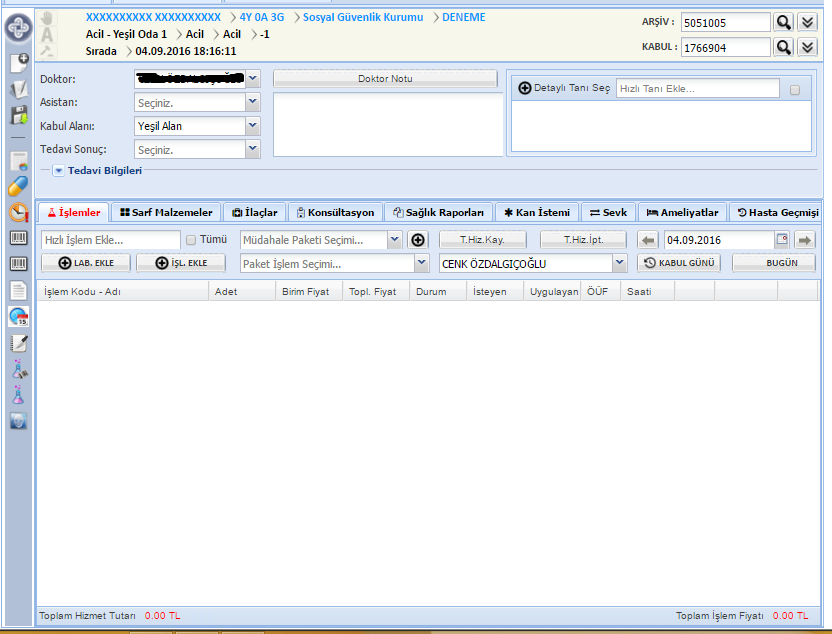 XXXXXXXXXX XXXXXXXXXX > 4Y 0A 3G > Sosyal Güvenlik Kurumu > DENEME
Acil - Yeşil Oda 1 > Acil > Acil > -1
Sırada > 04.09.2016 18:16:11
ARŞİV : 5051005
KABUL : 1766904
Doktor:
Asistan: Seçiniz.
Kabul Alanı: Yeşil Alan
Tedavi Sonuç: Seçiniz.
Doktor Notu
Detaylı Tanı Seç Hızlı Tanı Ekle...
Tedavi Bilgileri
İşlemler Sarf Malzemeler İlaçlar Konsültasyon Sağlık Raporları Kan İstemi Sevk Ameliyatlar Hasta Geçmişi
Hızlı İşlem Ekle... Tümü Müdahale Paketi Seçimi... T.Hiz.Kay. T.Hiz.İpt. 04.09.2016
LAB. EKLE İŞL. EKLE Paket İşlem Seçimi... CENK ÖZDALGIÇOĞLU KABUL GÜNÜ BUGÜN
İşlem Kodu - Adı Adet Birim Fiyat Topl. Fiyat Durum İsteyen Uygulayan ÖÜF Saati
15
Toplam Hizmet Tutarı 0.00 TL Toplam İşlem Fiyatı 0.00 TL